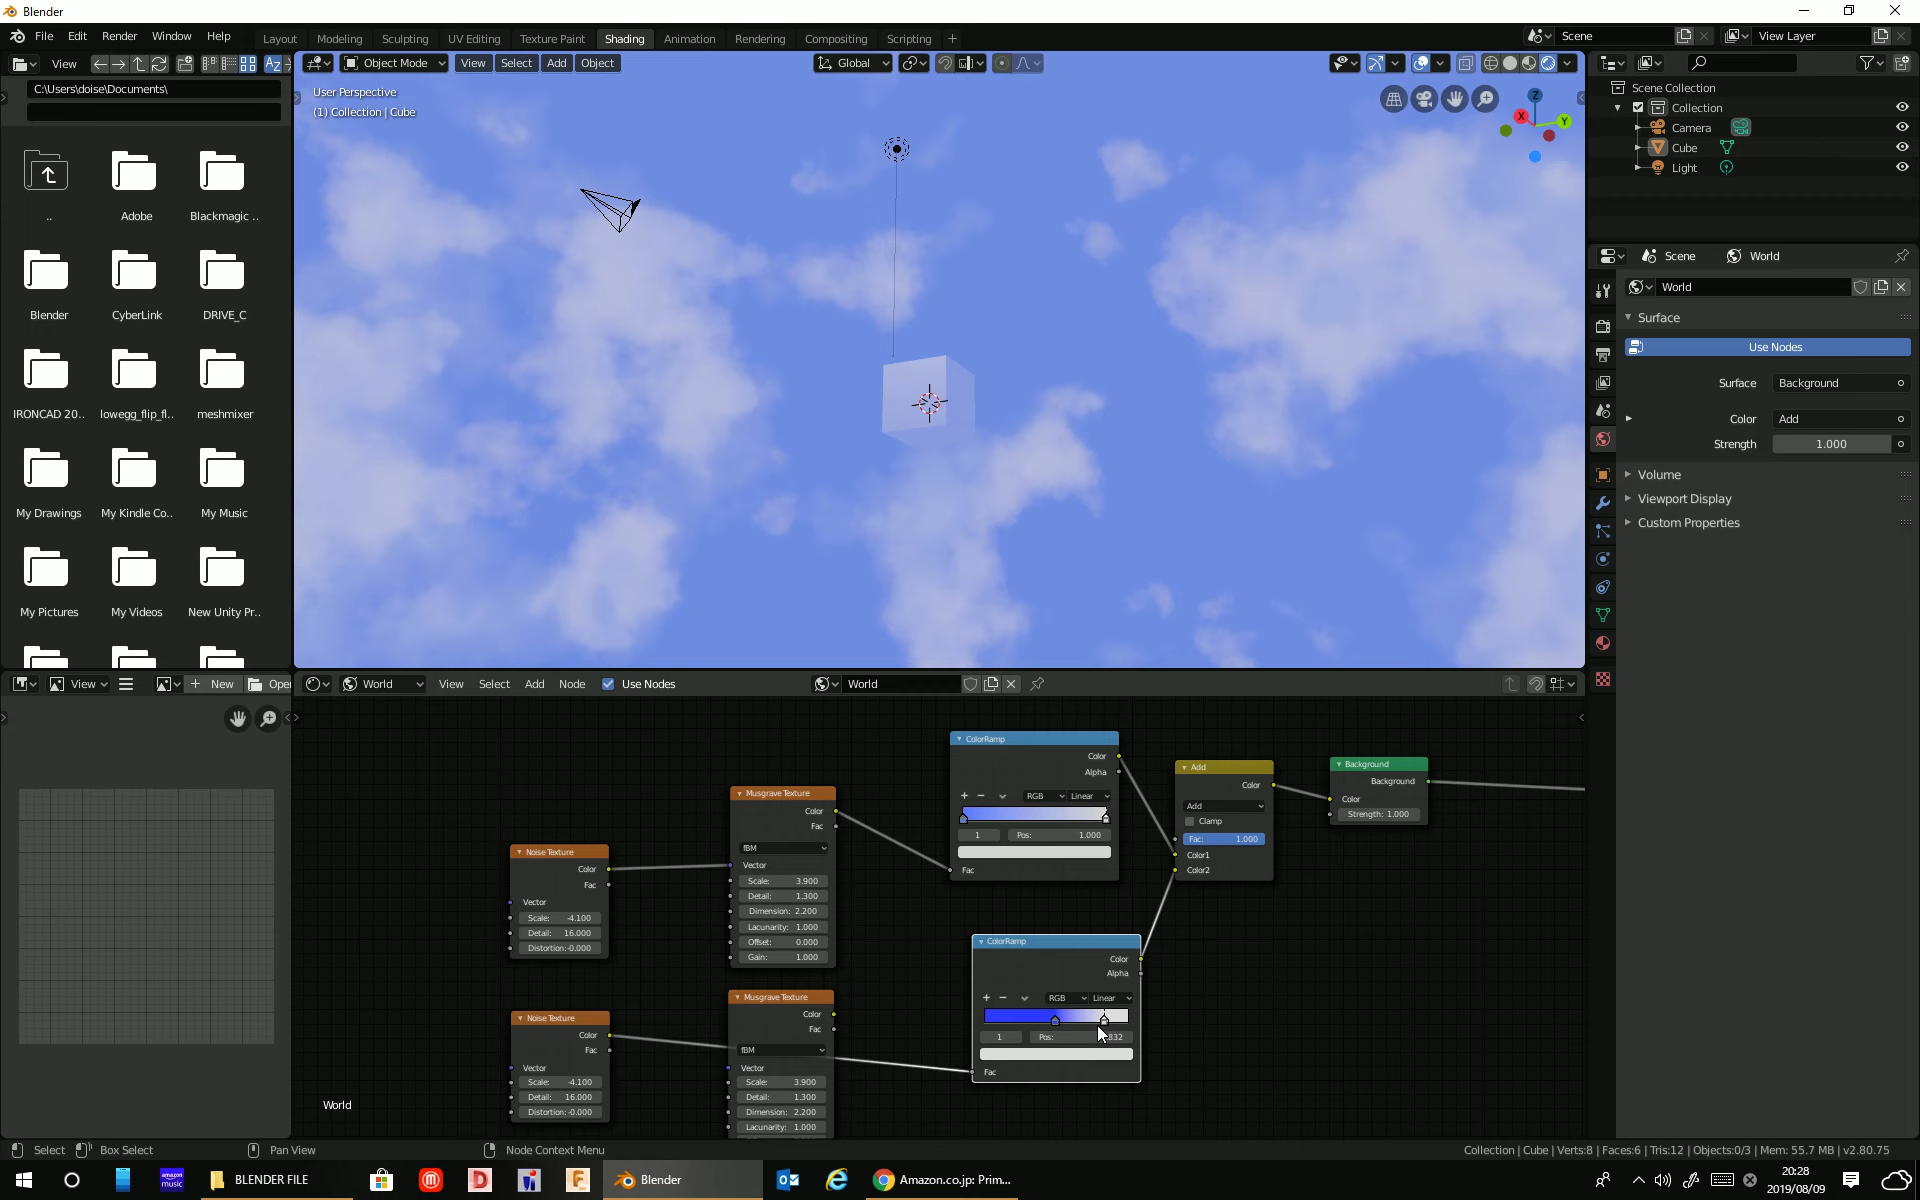 Blender
File Edit Render Window Help
Layout Modeling Sculpting UV Editing Texture Paint Shading Animation Rendering Compositing Scripting +
Scene
View Layer
View
C:\Users\doise\Documents\
..
Adobe
Blackmagic ..
Blender
CyberLink
DRIVE_C
IRONCAD 20..
lowegg_flip_fl..
meshmixer
My Drawings
My Kindle Co..
My Music
My Pictures
My Videos
New Unity Pr..
Object Mode View Select Add Object
Global
User Perspective
(1) Collection | Cube
Z
X
Y
Scene Collection
Collection
Camera
Cube
Light
Scene World
World
Surface
Use Nodes
Surface Background
Color Add
Strength 1.000
Volume
Viewport Display
Custom Properties
View + New Open
World View Select Add Node Use Nodes World
Noise Texture
Color
Fac
Vector
Scale: -4.100
Detail: 16.000
Distortion:-0.000
Musgrave Texture
Color
Fac
fBM
Vector
Scale: 3.900
Detail: 1.300
Dimension: 2.200
Lacunarity: 1.000
Offset: 0.000
Gain: 1.000
ColorRamp
Color
Alpha
RGB Linear
1 Pos: 1.000
Fac
Add
Color
Add
Clamp
Fac: 1.000
Color1
Color2
Background
Background
Color
Strength: 1.000
Noise Texture
Color
Fac
Vector
Scale: -4.100
Detail: 16.000
Distortion:-0.000
Musgrave Texture
Color
Fac
fBM
Vector
Scale: 3.900
Detail: 1.300
Dimension: 2.200
Lacunarity: 1.000
ColorRamp
Color
Alpha
RGB Linear
1 Pos:
Fac
World
Select Box Select Pan View Node Context Menu
Collection | Cube | Verts:8 | Faces:6 | Tris:12 | Objects:0/3 | Mem: 55.7 MB | v2.80.75
amazon music
BLENDER FILE
Blender
Amazon.co.jp: Prim...
20:28
2019/08/09